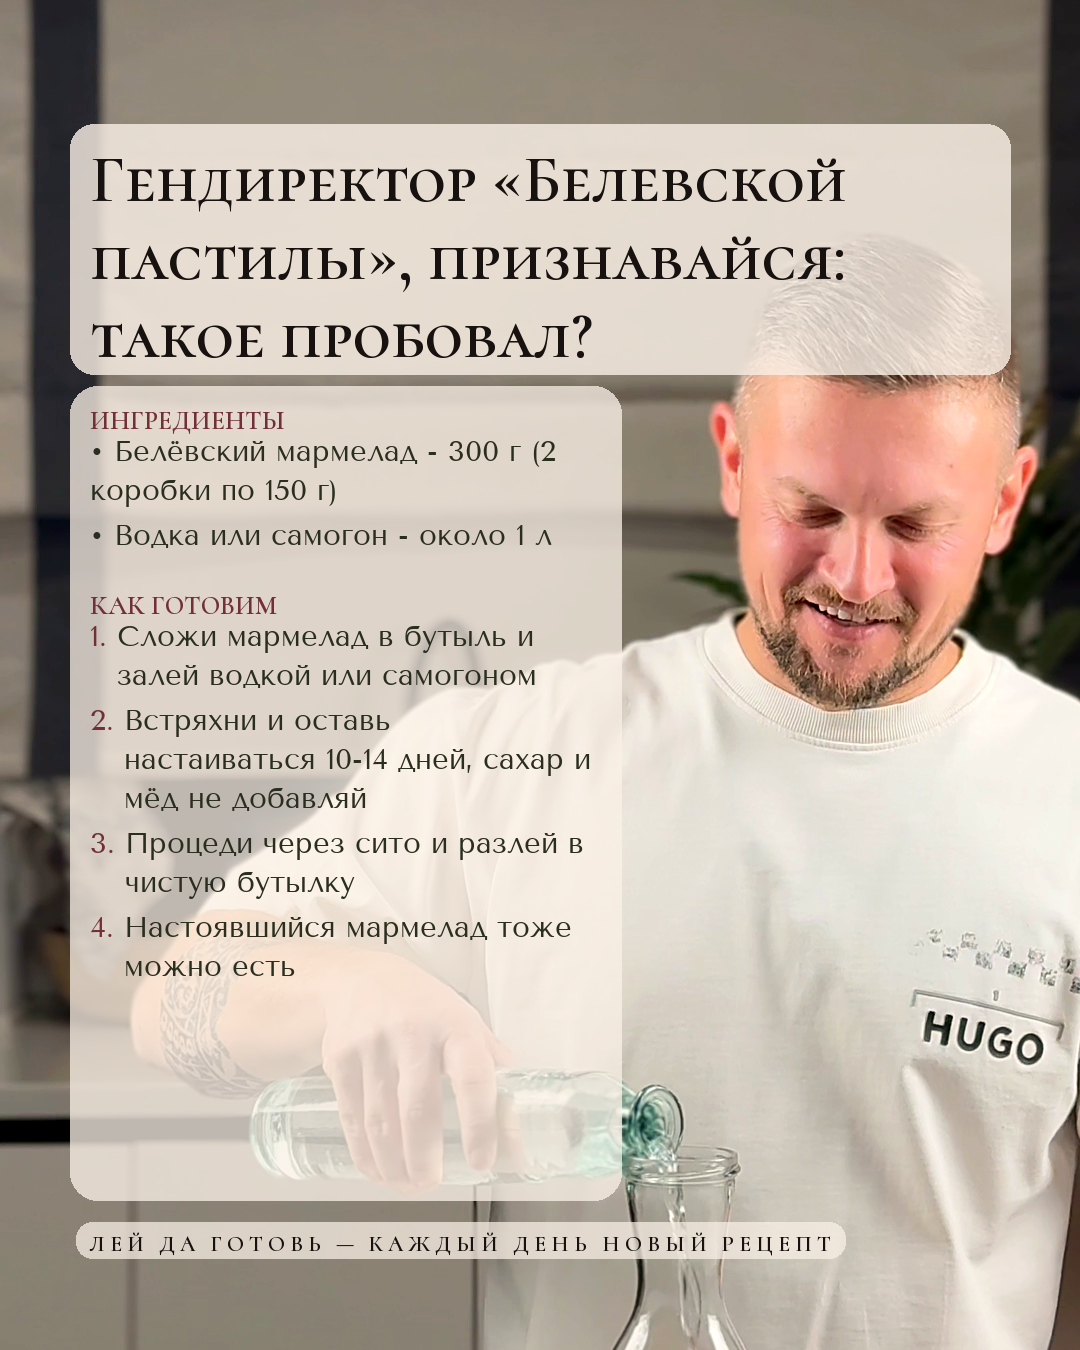 Гендиректор «Белевской
пастилы», признавайся:
такое пробовал?
ИНГРЕДИЕНТЫ
• Белёвский мармелад - 300 г (2
коробки по 150 г)
• Водка или самогон - около 1 л
КАК ГОТОВИМ
1. Сложи мармелад в бутыль и
залей водкой или самогоном
2. Встряхни и оставь
настаиваться 10-14 дней, сахар и
мёд не добавляй
3. Процеди через сито и разлей в
чистую бутылку
4. Настоявшийся мармелад тоже
можно есть
HUGO
ЛЕЙ ДА ГОТОВЬ — КАЖДЫЙ ДЕНЬ НОВЫЙ РЕЦЕПТ